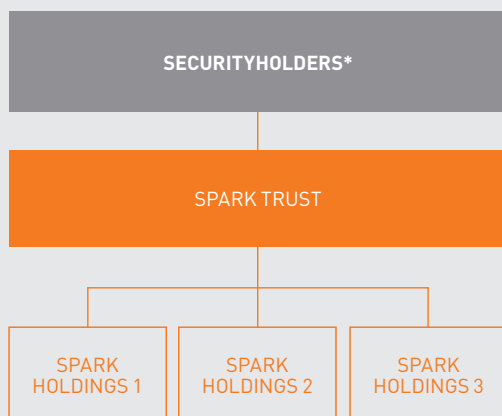 SECURITYHOLDERS*
SPARK TRUST
SPARK
HOLDINGS 1
SPARK
HOLDINGS 2
SPARK
HOLDINGS 3